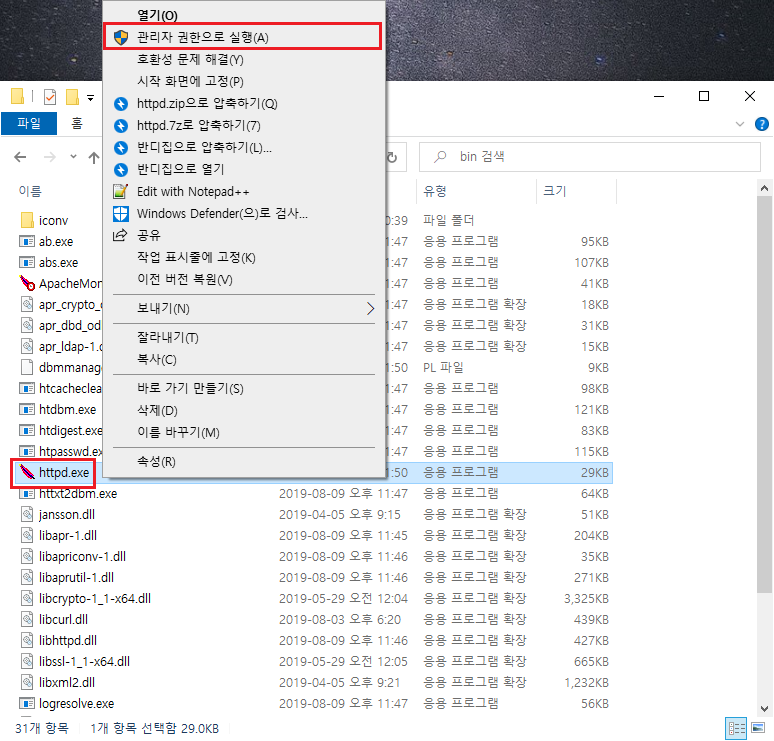 열기(O)
관리자 권한으로 실행(A)
호환성 문제 해결(Y)
시작 화면에 고정(P)
httpd.zip으로 압축하기(Q)
httpd.7z로 압축하기(7)
반디집으로 압축하기(L)...
반디집으로 열기
Edit with Notepad++
Windows Defender(으)로 검사...
공유
작업 표시줄에 고정(K)
이전 버전 복원(V)
보내기(N)
잘라내기(T)
복사(C)
바로 가기 만들기(S)
삭제(D)
이름 바꾸기(M)
속성(R)
파일 홈
bin 검색
이름 유형 크기
iconv 0:39 파일 폴더
ab.exe 1:47 응용 프로그램 95KB
abs.exe 1:47 응용 프로그램 107KB
ApacheMon 1:47 응용 프로그램 41KB
apr_crypto_o 1:47 응용 프로그램 확장 18KB
apr_dbd_od 1:47 응용 프로그램 확장 31KB
apr_ldap-1.d 1:47 응용 프로그램 확장 15KB
dbmmanage 1:50 PL 파일 9KB
htcacheclea 1:47 응용 프로그램 98KB
htdbm.exe 1:47 응용 프로그램 121KB
htdigest.exe 1:47 응용 프로그램 83KB
htpasswd.ex 1:47 응용 프로그램 115KB
httpd.exe 1:50 응용 프로그램 29KB
httxt2dbm.exe 2019-08-09 오후 11:47 응용 프로그램 64KB
jansson.dll 2019-04-05 오후 9:15 응용 프로그램 확장 51KB
libapr-1.dll 2019-08-09 오후 11:45 응용 프로그램 확장 204KB
libapriconv-1.dll 2019-08-09 오후 11:46 응용 프로그램 확장 35KB
libaprutil-1.dll 2019-08-09 오후 11:46 응용 프로그램 확장 271KB
libcrypto-1_1-x64.dll 2019-05-29 오전 12:04 응용 프로그램 확장 3,325KB
libcurl.dll 2019-08-03 오후 6:20 응용 프로그램 확장 439KB
libhttpd.dll 2019-08-09 오후 11:46 응용 프로그램 확장 427KB
libssl-1_1-x64.dll 2019-05-29 오전 12:05 응용 프로그램 확장 665KB
libxml2.dll 2019-04-05 오후 9:21 응용 프로그램 확장 1,232KB
logresolve.exe 2019-08-09 오후 11:47 응용 프로그램 56KB
31개 항목 1개 항목 선택함 29.0KB